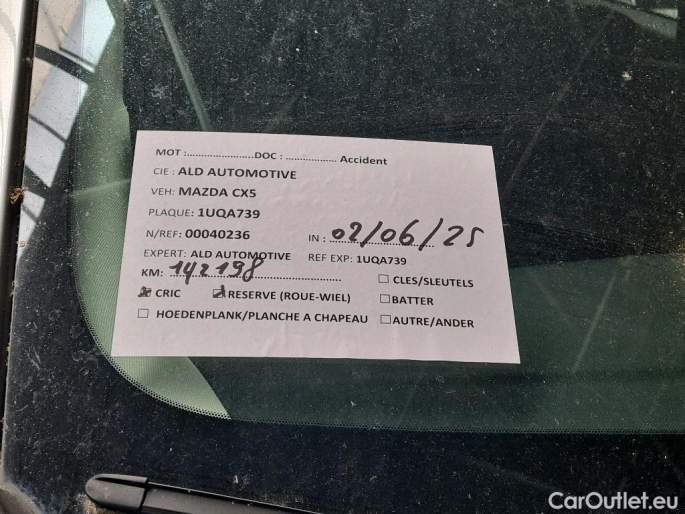 MOT :........................DOC : .................. Accident
CIE : ALD AUTOMOTIVE
VEH: MAZDA CX5
PLAQUE: 1UQA739
N/REF: 00040236 IN : 02/06/25
EXPERT: ALD AUTOMOTIVE REF EXP: 1UQA739
KM: 142198 ☐ CLES/SLEUTELS
☒ CRIC ☒ RESERVE (ROUE-WIEL) ☐ BATTER
☐ HOEDENPLANK/PLANCHE A CHAPEAU ☐ AUTRE/ANDER
CarOutlet.eu